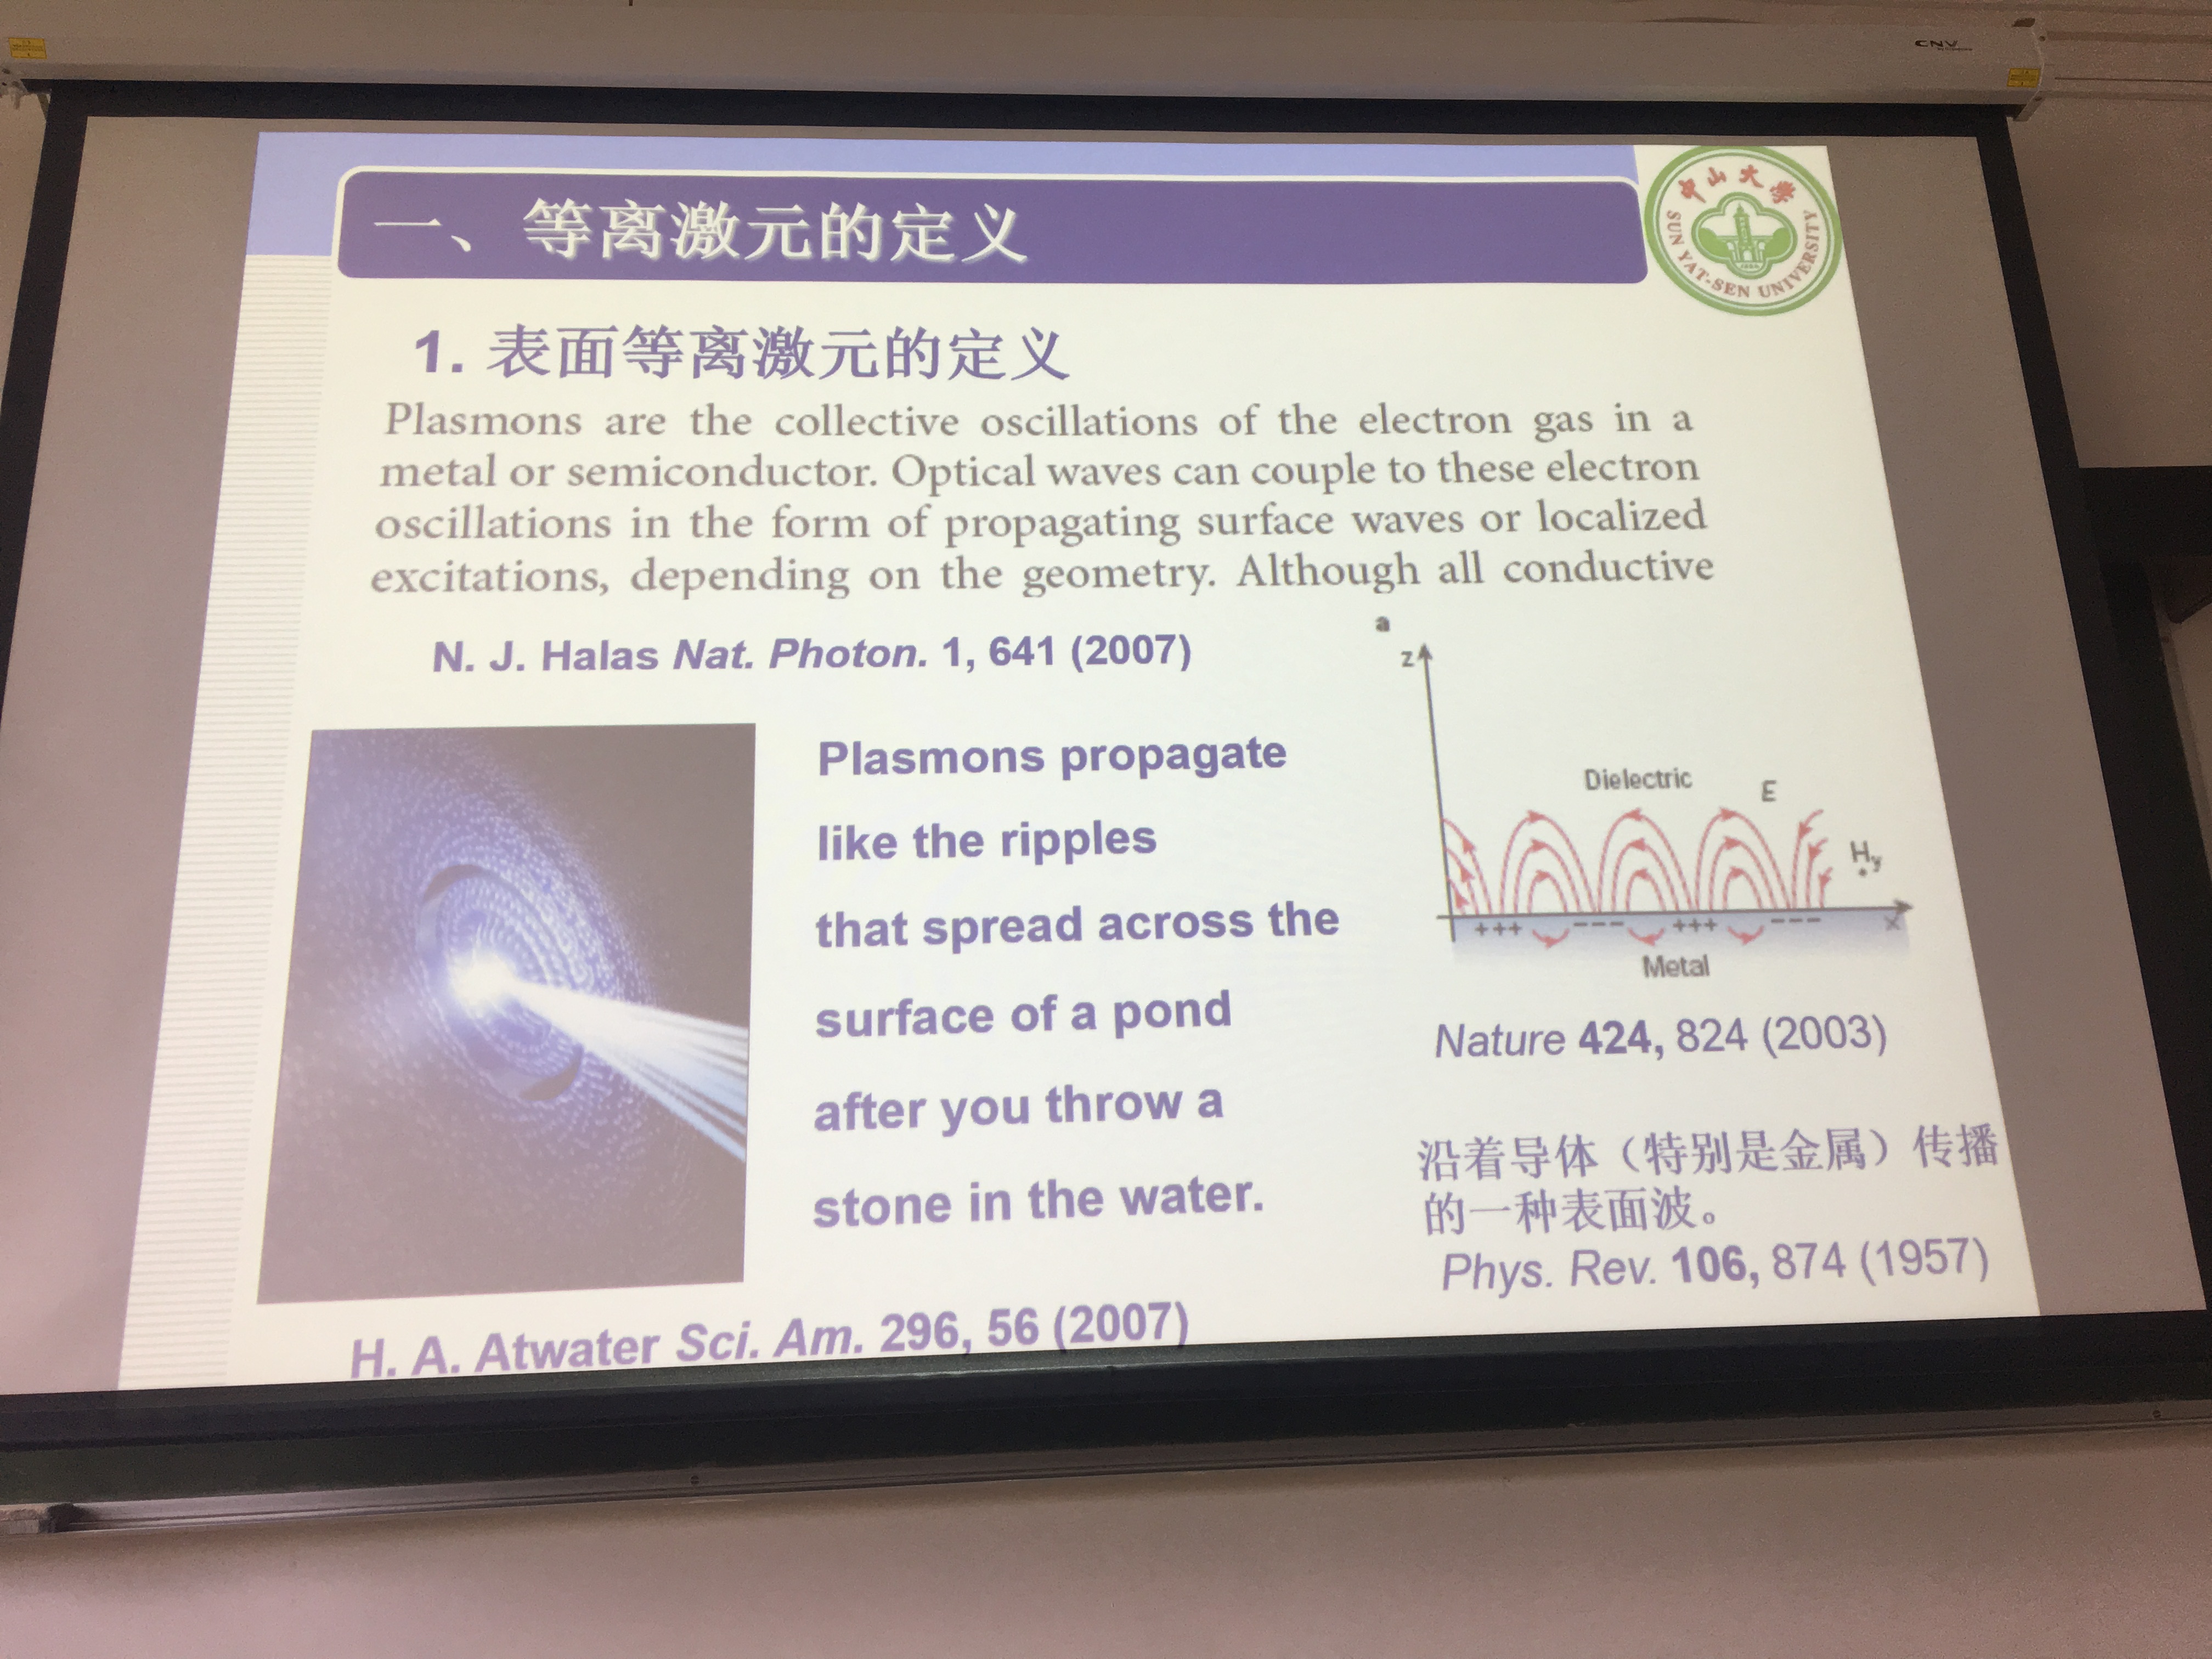 CNV
一、等离激元的定义
中山大学
SUN YAT-SEN UNIVERSITY
1. 表面等离激元的定义
Plasmons are the collective oscillations of the electron gas in a
metal or semiconductor. Optical waves can couple to these electron
oscillations in the form of propagating surface waves or localized
excitations, depending on the geometry. Although all conductive
N. J. Halas Nat. Photon. 1, 641 (2007)
Plasmons propagate
like the ripples
that spread across the
surface of a pond
after you throw a
stone in the water.
H. A. Atwater Sci. Am. 296, 56 (2007)
a
z
Dielectric
E
Hy
+++ --- +++ ---
x
Metal
Nature 424, 824 (2003)
沿着导体（特别是金属）传播
的一种表面波。
Phys. Rev. 106, 874 (1957)